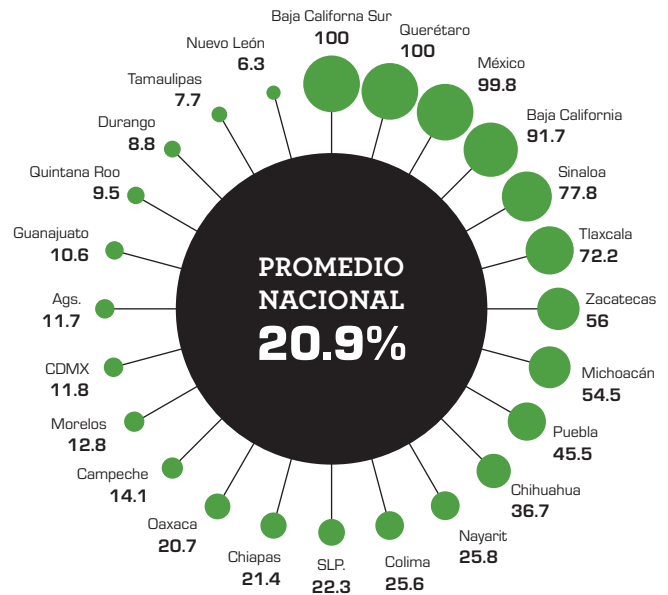 Baja Californa Sur
100
Querétaro
100
México
99.8
Baja California
91.7
Sinaloa
77.8
Tlaxcala
72.2
Zacatecas
56
Michoacán
54.5
Puebla
45.5
Chihuahua
36.7
Nayarit
25.8
Colima
25.6
SLP.
22.3
Chiapas
21.4
Oaxaca
20.7
Campeche
14.1
Morelos
12.8
CDMX
11.8
Ags.
11.7
Guanajuato
10.6
Quintana Roo
9.5
Durango
8.8
Tamaulipas
7.7
Nuevo León
6.3
PROMEDIO
NACIONAL
20.9%